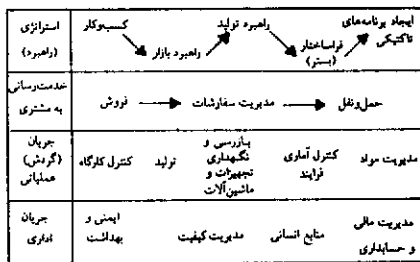 استراتژی
(راهبرد)
کسب‌وکار
راهبرد بازار
راهبرد تولید
فراساختار
(بستر)
ایجاد برنامه‌های
تاکتیکی
خدمت‌رسانی
به مشتری
فروش
مدیریت سفارشات
حمل‌ونقل
جریان
(گردش)
عملیاتی
کنترل کارگاه
تولید
بازرسی و
نگهداری
تجهیزات و
ماشین‌آلات
کنترل آماری
فرایند
مدیریت مواد
جریان
اداری
ایمنی و
بهداشت
مدیریت کیفیت
منابع انسانی
مدیریت مالی
و حسابداری